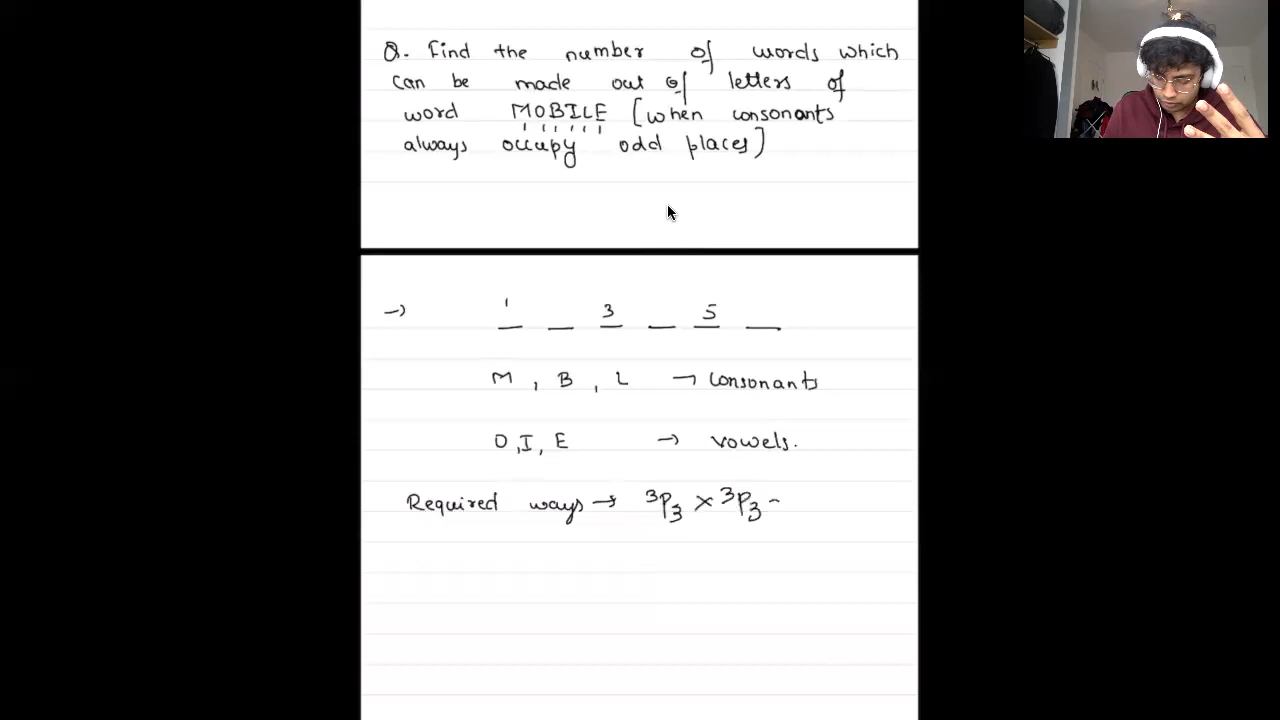 Q. Find the number of words which
can be made out of letters of
word MOBILE [when consonants
always occupy odd places]
→ 1 3 5
M, B, L → consonants
O, I, E → vowels.
Required ways → ³P₃ × ³P₃ -